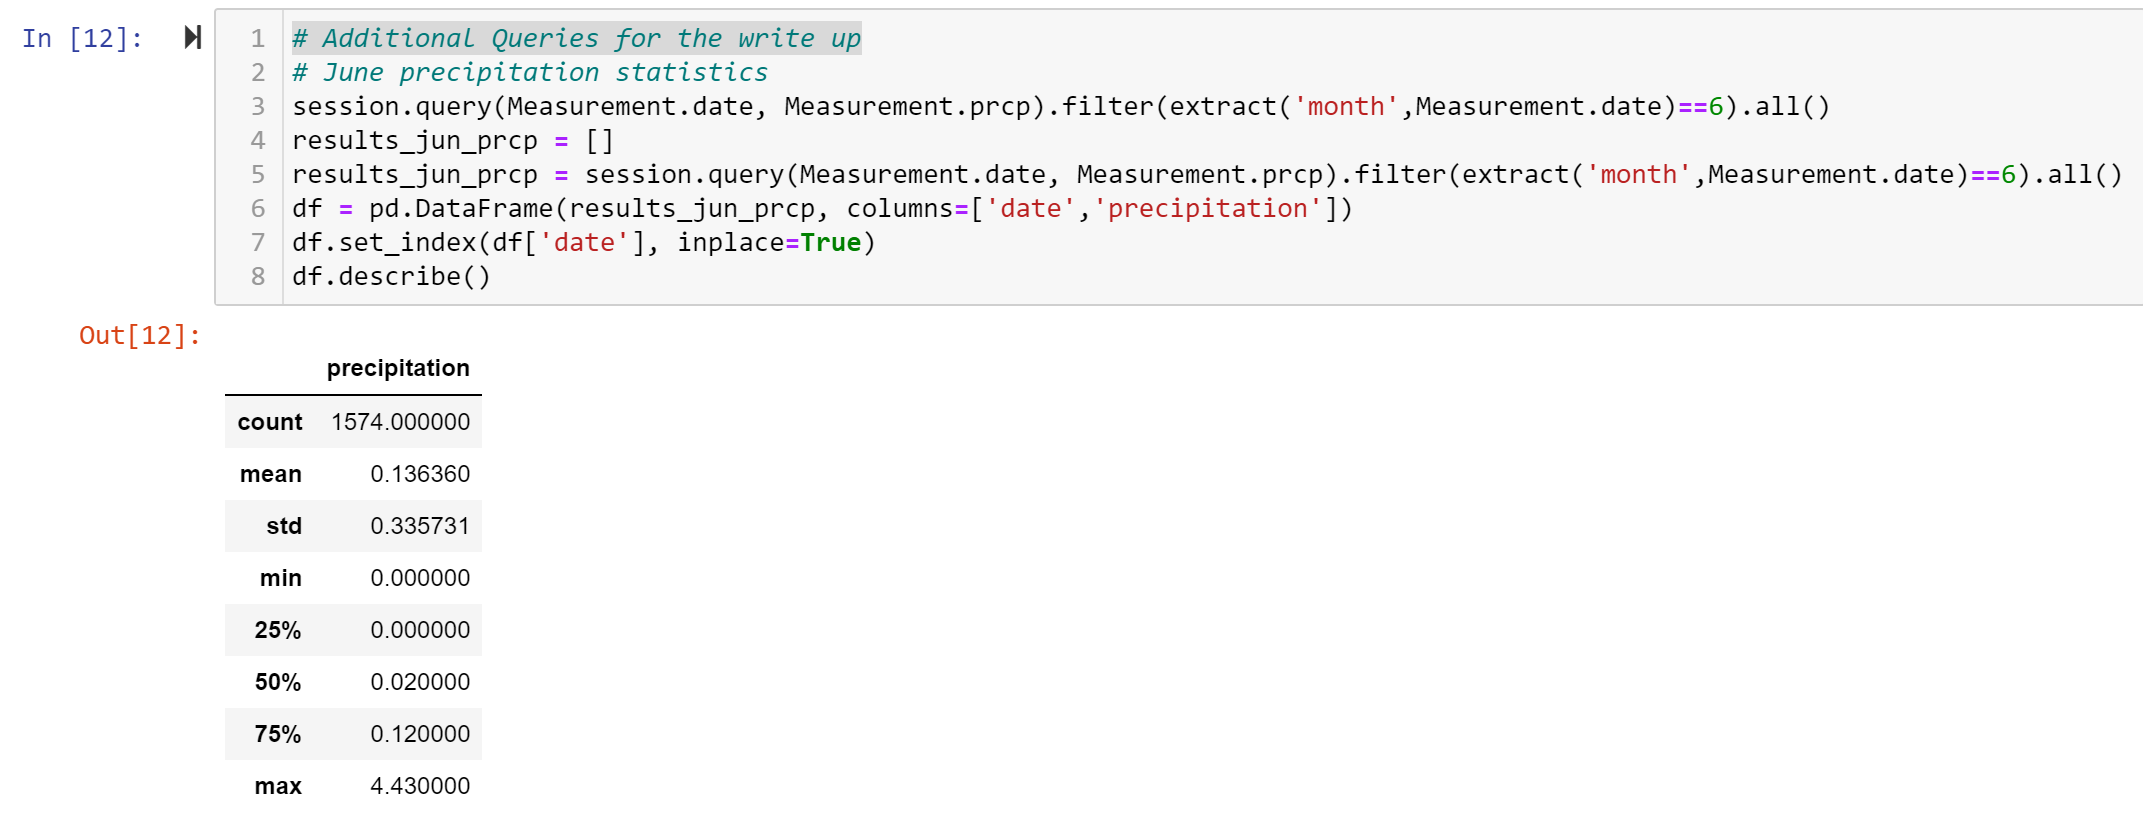 In [12]:
1 # Additional Queries for the write up
2 # June precipitation statistics
3 session.query(Measurement.date, Measurement.prcp).filter(extract('month',Measurement.date)==6).all()
4 results_jun_prcp = []
5 results_jun_prcp = session.query(Measurement.date, Measurement.prcp).filter(extract('month',Measurement.date)==6).all()
6 df = pd.DataFrame(results_jun_prcp, columns=['date','precipitation'])
7 df.set_index(df['date'], inplace=True)
8 df.describe()
Out[12]:
precipitation
count 1574.000000
mean 0.136360
std 0.335731
min 0.000000
25% 0.000000
50% 0.020000
75% 0.120000
max 4.430000